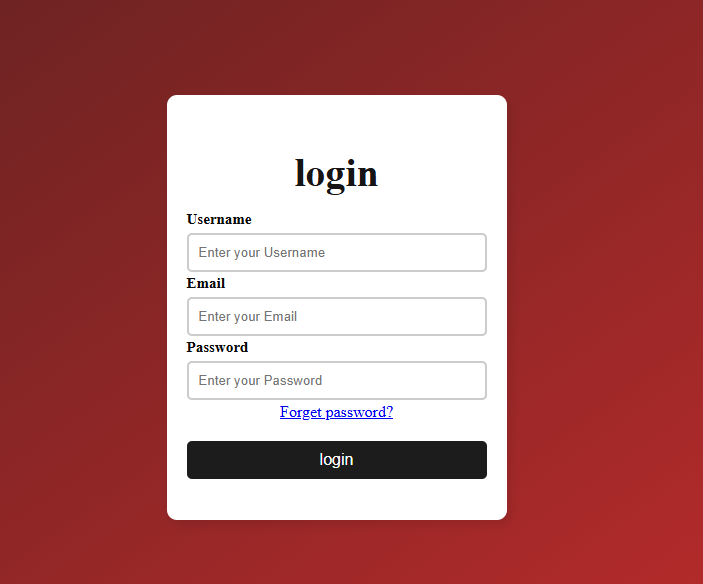 login
Username
Enter your Username
Email
Enter your Email
Password
Enter your Password
Forget password?
login